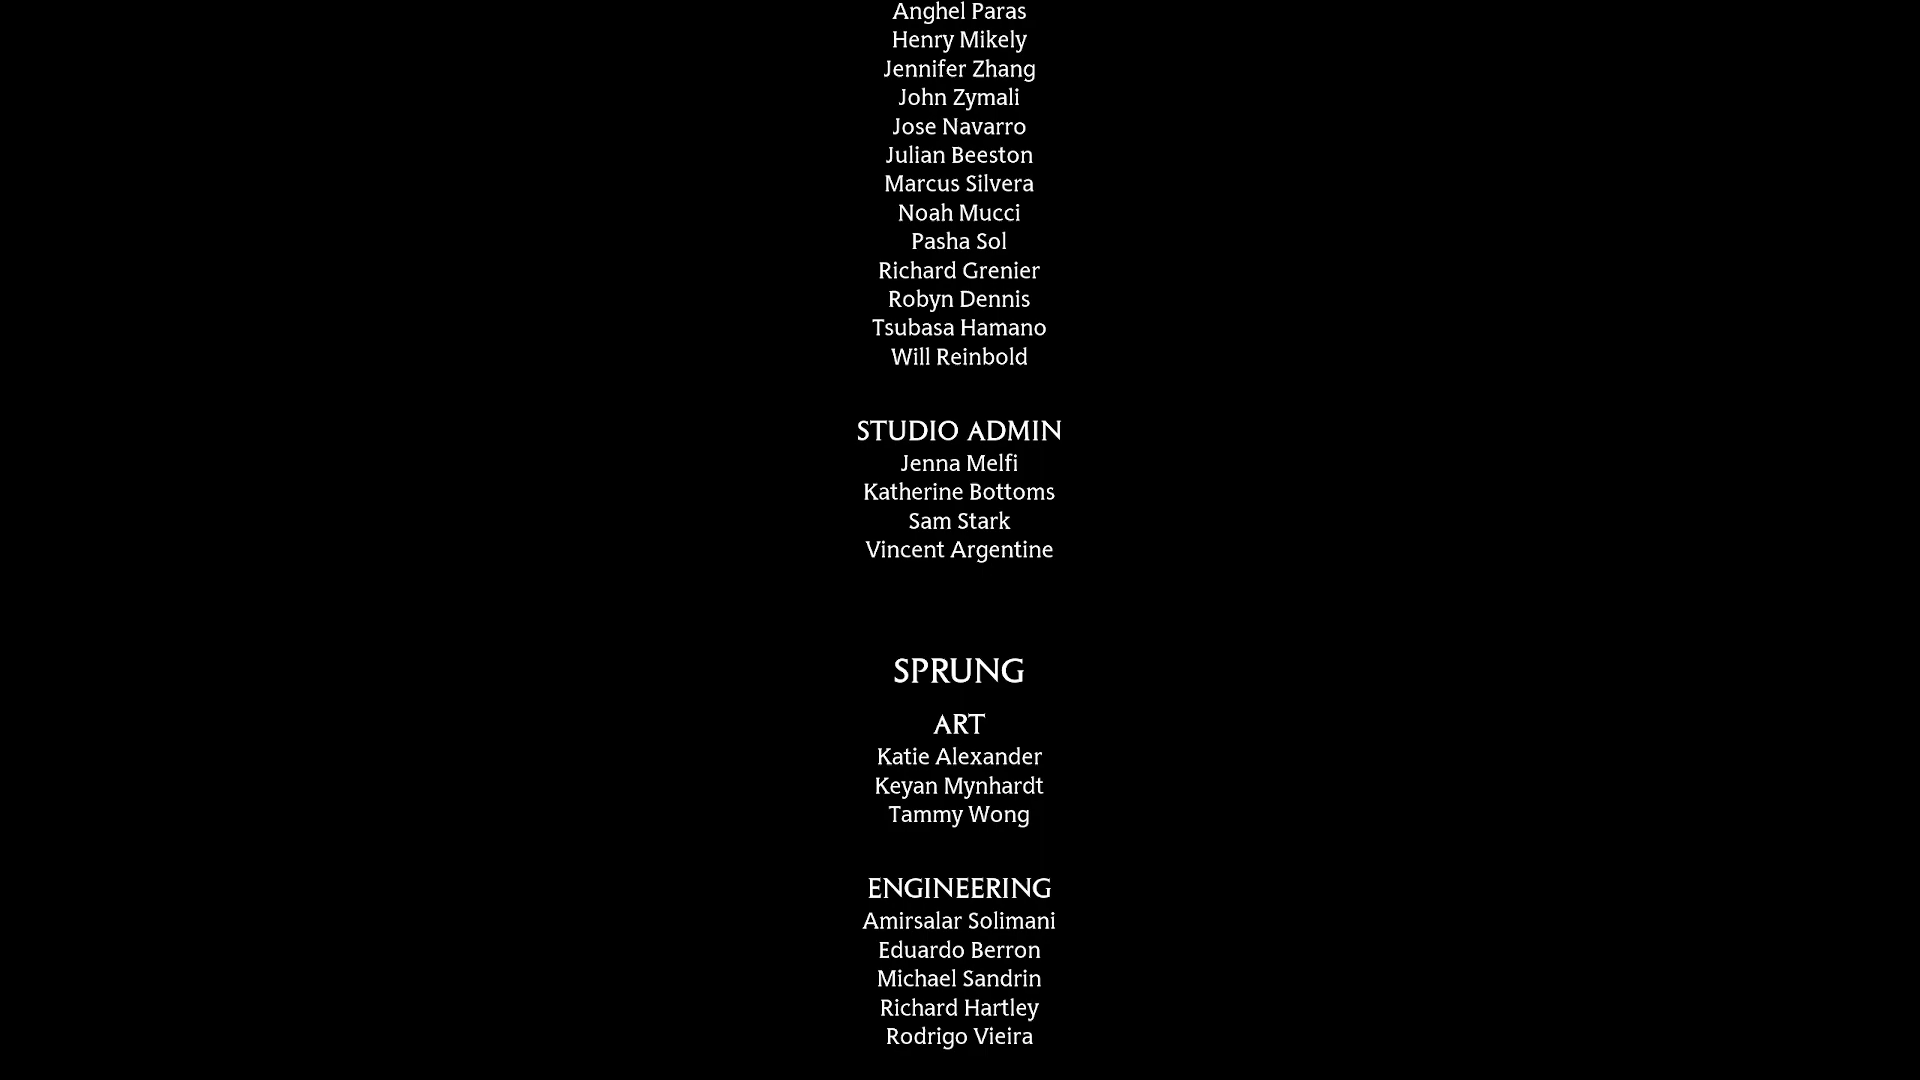 Anghel Paras
Henry Mikely
Jennifer Zhang
John Zymali
Jose Navarro
Julian Beeston
Marcus Silvera
Noah Mucci
Pasha Sol
Richard Grenier
Robyn Dennis
Tsubasa Hamano
Will Reinbold
STUDIO ADMIN
Jenna Melfi
Katherine Bottoms
Sam Stark
Vincent Argentine
SPRUNG
ART
Katie Alexander
Keyan Mynhardt
Tammy Wong
ENGINEERING
Amirsalar Solimani
Eduardo Berron
Michael Sandrin
Richard Hartley
Rodrigo Vieira